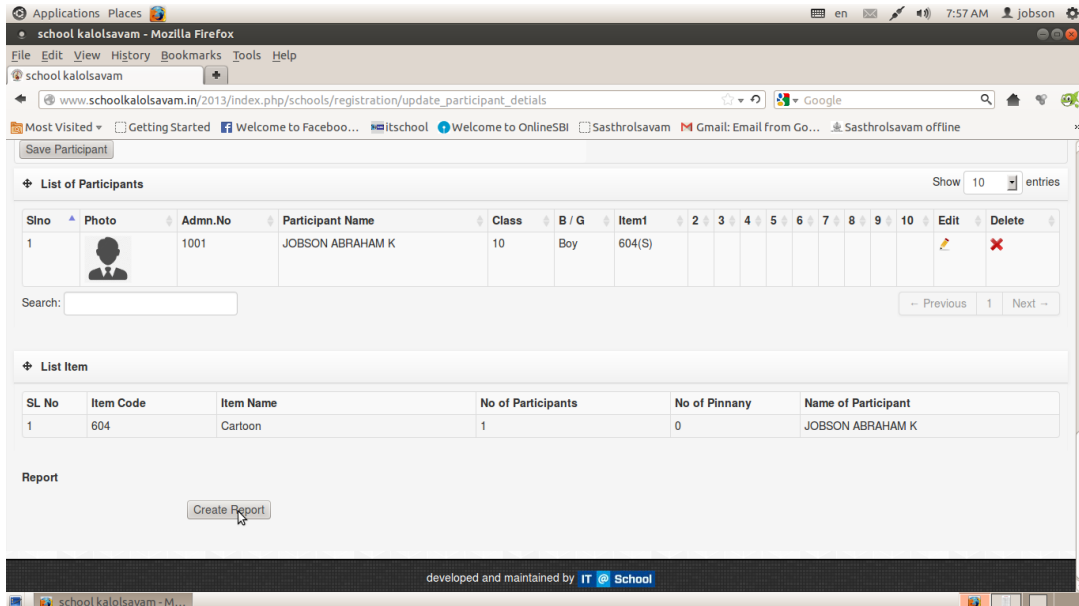 Applications Places en 7:57 AM jobson
school kalolsavam - Mozilla Firefox
File Edit View History Bookmarks Tools Help
school kalolsavam
www.schoolkalolsavam.in/2013/index.php/schools/registration/update_participant_detials Google
Most Visited Getting Started Welcome to Faceboo... itschool Welcome to OnlineSBI Sasthrolsavam Gmail: Email from Go... Sasthrolsavam offline »
Save Participant
List of Participants Show 10 entries
Slno Photo Admn.No Participant Name Class B / G Item1 2 3 4 5 6 7 8 9 10 Edit Delete
1 1001 JOBSON ABRAHAM K 10 Boy 604(S)
Search: ← Previous 1 Next →
List Item
SL No Item Code Item Name No of Participants No of Pinnany Name of Participant
1 604 Cartoon 1 0 JOBSON ABRAHAM K
Report
Create Report
developed and maintained by IT @ School
school kalolsavam - M...